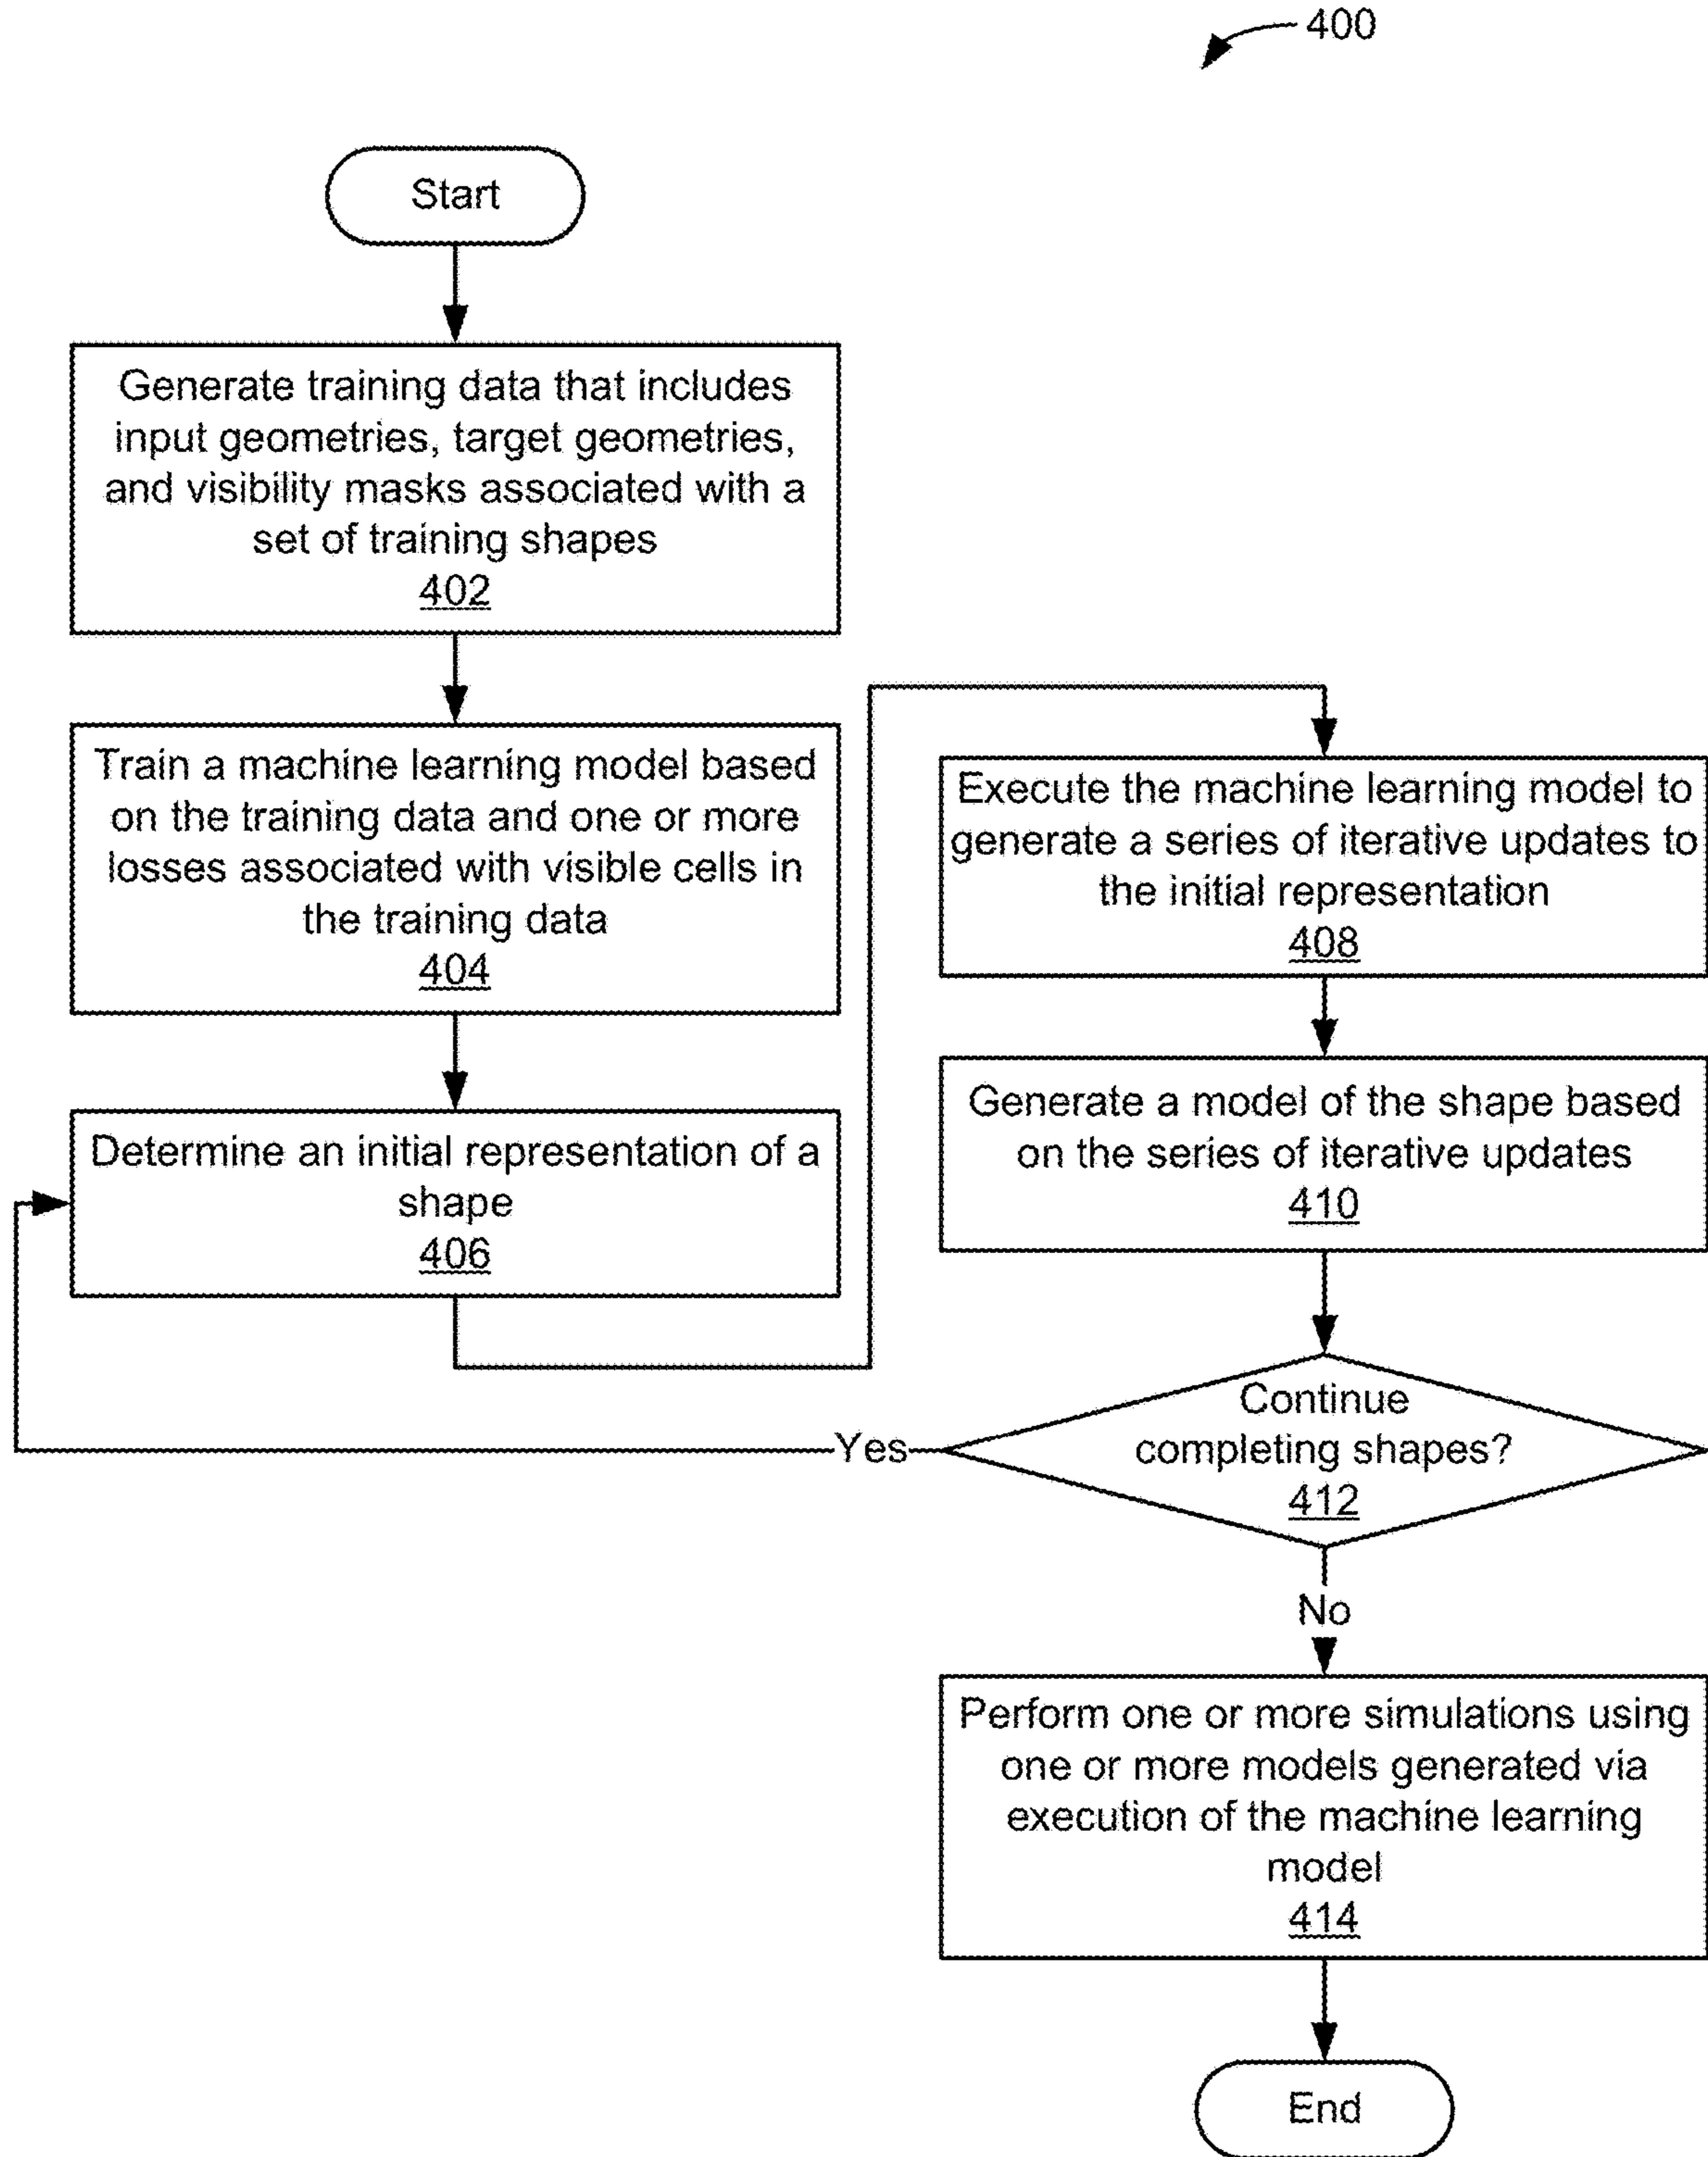 400
Start
Generate training data that includes
input geometries, target geometries,
and visibility masks associated with a
set of training shapes
402
Train a machine learning model based
on the training data and one or more
losses associated with visible cells in
the training data
404
Determine an initial representation of a
shape
406
Execute the machine learning model to
generate a series of iterative updates to
the initial representation
408
Generate a model of the shape based
on the series of iterative updates
410
Continue
completing shapes?
412
Yes
No
Perform one or more simulations using
one or more models generated via
execution of the machine learning
model
414
End